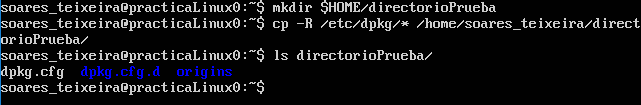 soares_teixeira@practicaLinux0:~$ mkdir $HOME/directorioPrueba
soares_teixeira@practicaLinux0:~$ cp -R /etc/dpkg/* /home/soares_teixeira/direct
orioPrueba/
soares_teixeira@practicaLinux0:~$ ls directorioPrueba/
dpkg.cfg  dpkg.cfg.d  origins
soares_teixeira@practicaLinux0:~$